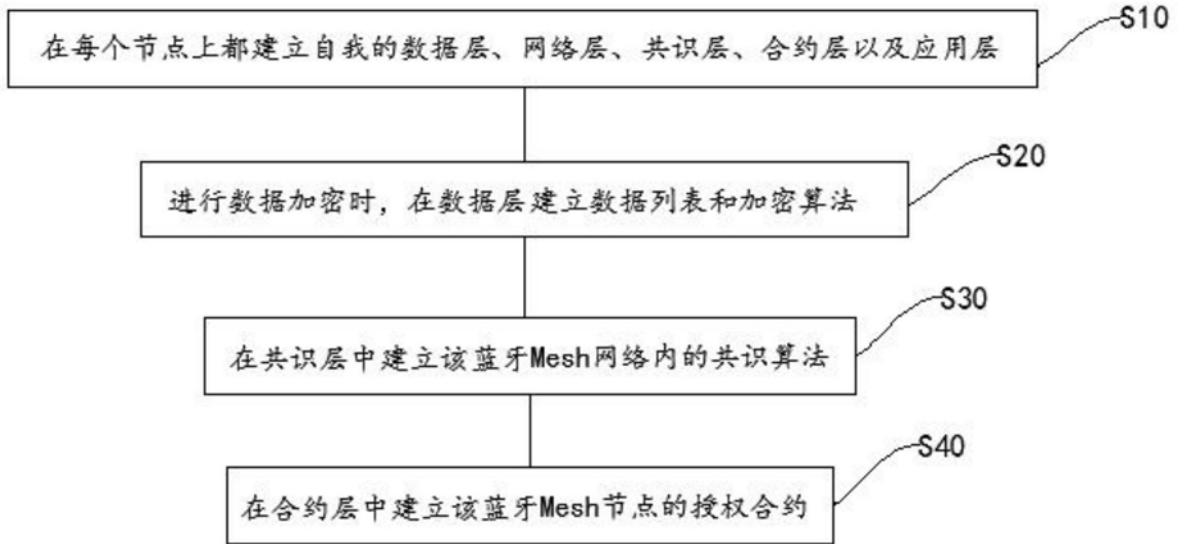 S10
在每个节点上都建立自我的数据层、网络层、共识层、合约层以及应用层
S20
进行数据加密时，在数据层建立数据列表和加密算法
S30
在共识层中建立该蓝牙Mesh网络内的共识算法
S40
在合约层中建立该蓝牙Mesh节点的授权合约